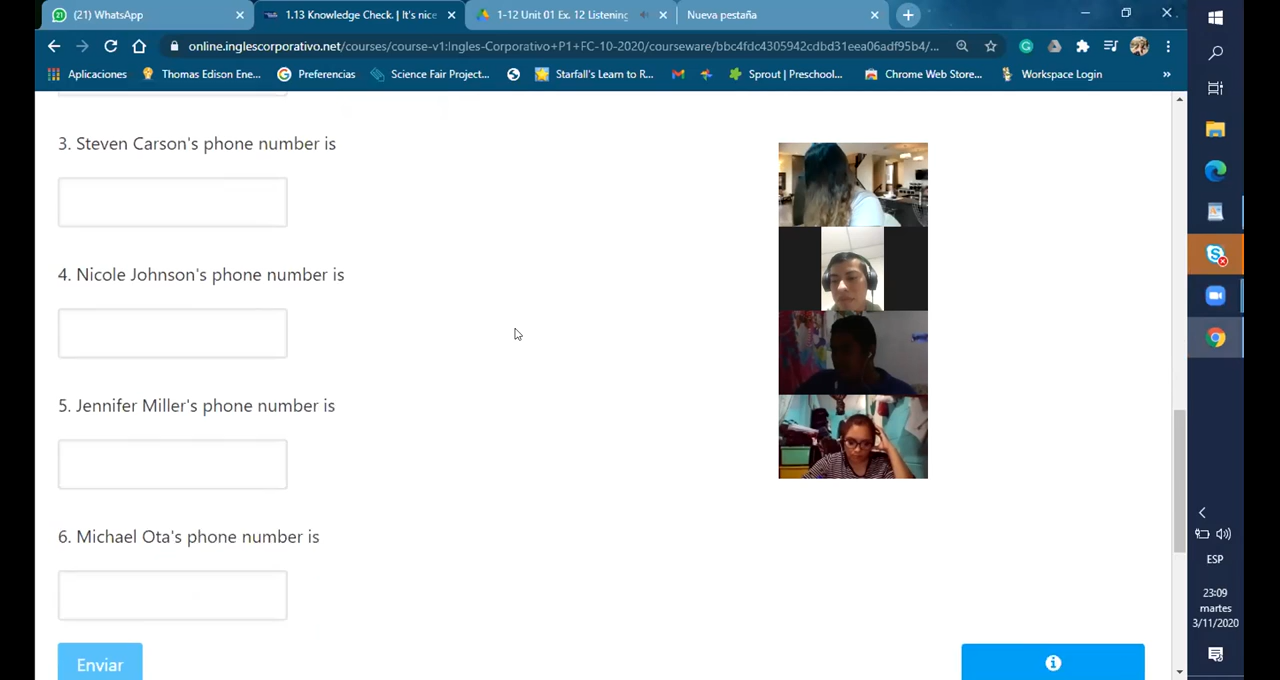 (21) WhatsApp
1.13 Knowledge Check. | It's nice
1-12 Unit 01 Ex. 12 Listening
Nueva pestaña
online.inglescorporativo.net/courses/course-v1:Ingles-Corporativo+P1+FC-10-2020/courseware/bbc4fdc4305942cdbd31eea06adf95b4/...
Aplicaciones
Thomas Edison Ene...
Preferencias
Science Fair Project...
Starfall's Learn to R...
Sprout | Preschool...
Chrome Web Store...
Workspace Login
»
3. Steven Carson's phone number is
4. Nicole Johnson's phone number is
5. Jennifer Miller's phone number is
6. Michael Ota's phone number is
Enviar
ESP
23:09
martes
3/11/2020